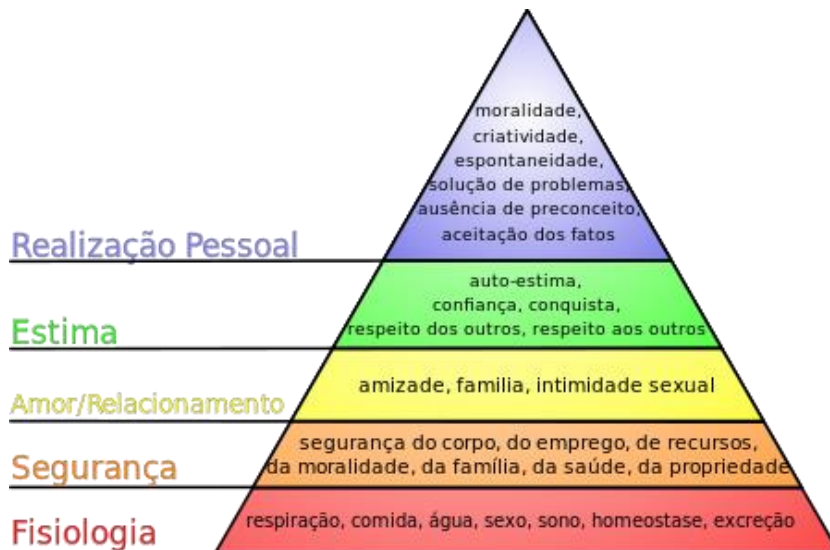 moralidade,
criatividade,
espontaneidade,
solução de problemas,
ausência de preconceito,
aceitação dos fatos
Realização Pessoal
auto-estima,
confiança, conquista,
respeito dos outros, respeito aos outros
Estima
amizade, familia, intimidade sexual
Amor/Relacionamento
segurança do corpo, do emprego, de recursos,
da moralidade, da família, da saúde, da propriedade
Segurança
respiração, comida, água, sexo, sono, homeostase, excreção
Fisiologia